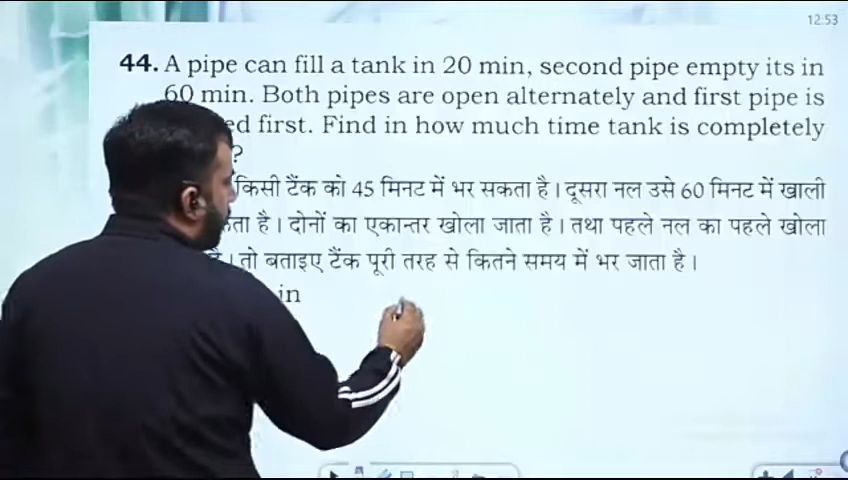 12:53
44. A pipe can fill a tank in 20 min, second pipe empty its in
60 min. Both pipes are open alternately and first pipe is
ed first. Find in how much time tank is completely
?
किसी टैंक को 45 मिनट में भर सकता है। दूसरा नल उसे 60 मिनट में खाली
ता है। दोनों का एकान्तर खोला जाता है। तथा पहले नल का पहले खोला
है। तो बताइए टैंक पूरी तरह से कितने समय में भर जाता है।
in